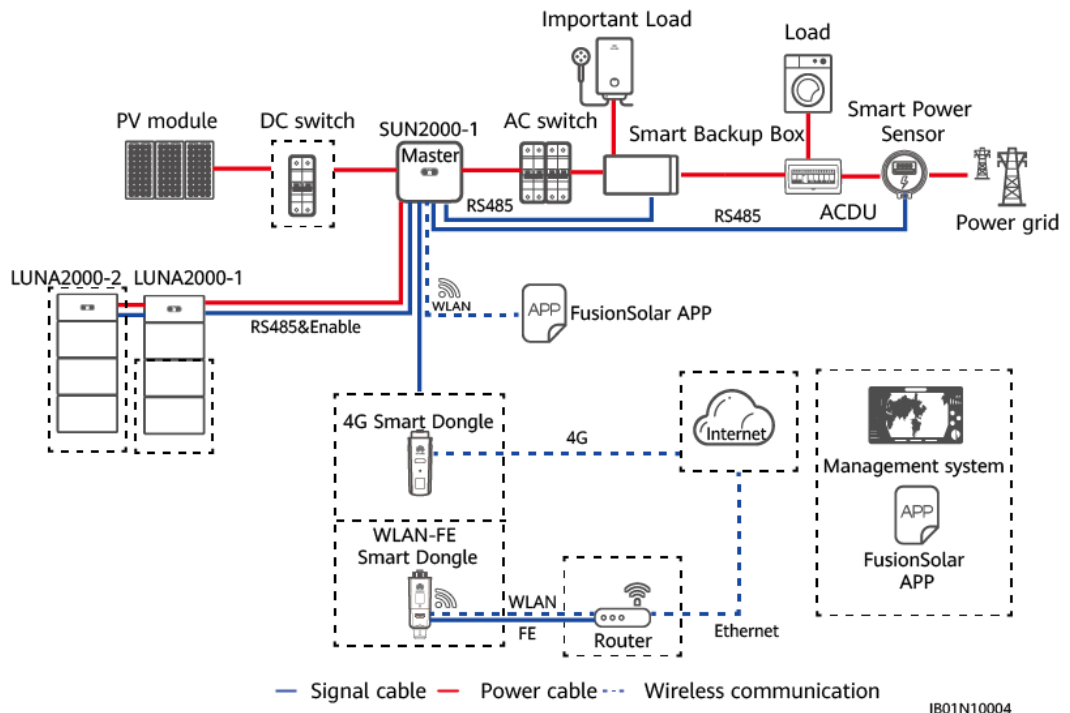 Important Load
Load
PV module
DC switch
SUN2000-1
Master
AC switch
Smart Backup Box
Smart Power
Sensor
RS485
RS485
ACDU
Power grid
LUNA2000-2
LUNA2000-1
RS485&Enable
WLAN
APP
FusionSolar APP
4G Smart Dongle
4G
Internet
Management system
APP
FusionSolar
APP
WLAN-FE
Smart Dongle
WLAN
FE
Router
Ethernet
Signal cable
Power cable
Wireless communication
IB01N10004